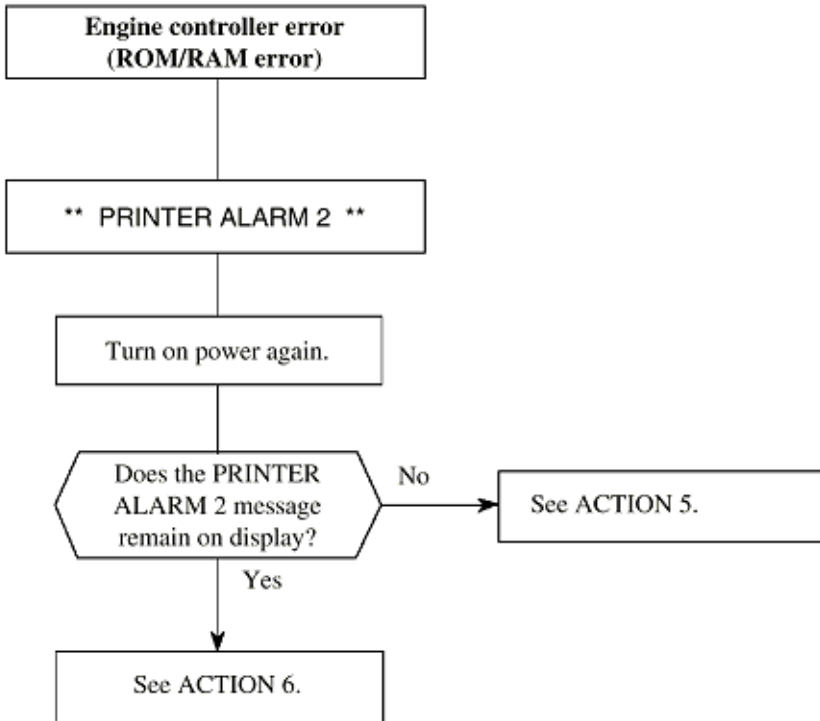 Engine controller error
(ROM/RAM error)
** PRINTER ALARM 2 **
Turn on power again.
Does the PRINTER
ALARM 2 message
remain on display?
No
See ACTION 5.
Yes
See ACTION 6.